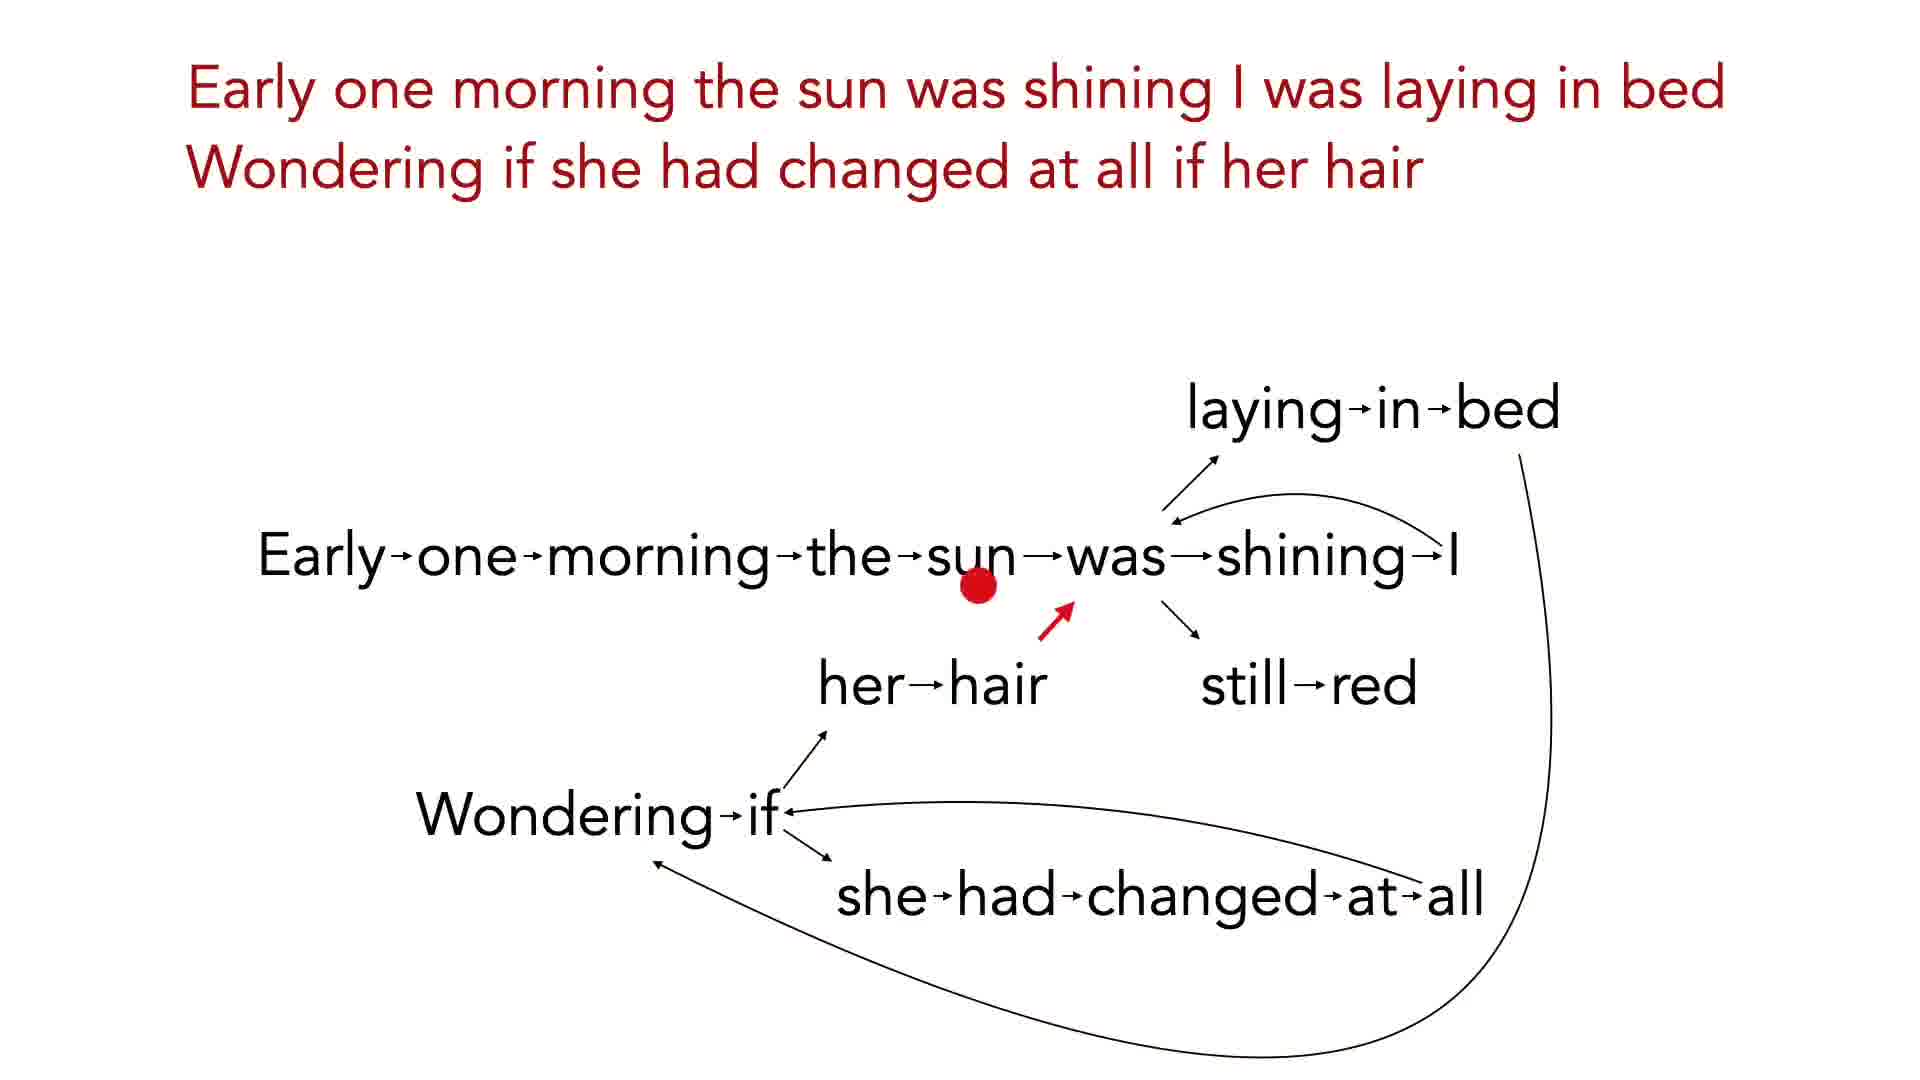 Early one morning the sun was shining I was laying in bed
Wondering if she had changed at all if her hair
laying in bed
Early one morning the sun was shining I
her hair
still red
Wondering if
she had changed at all